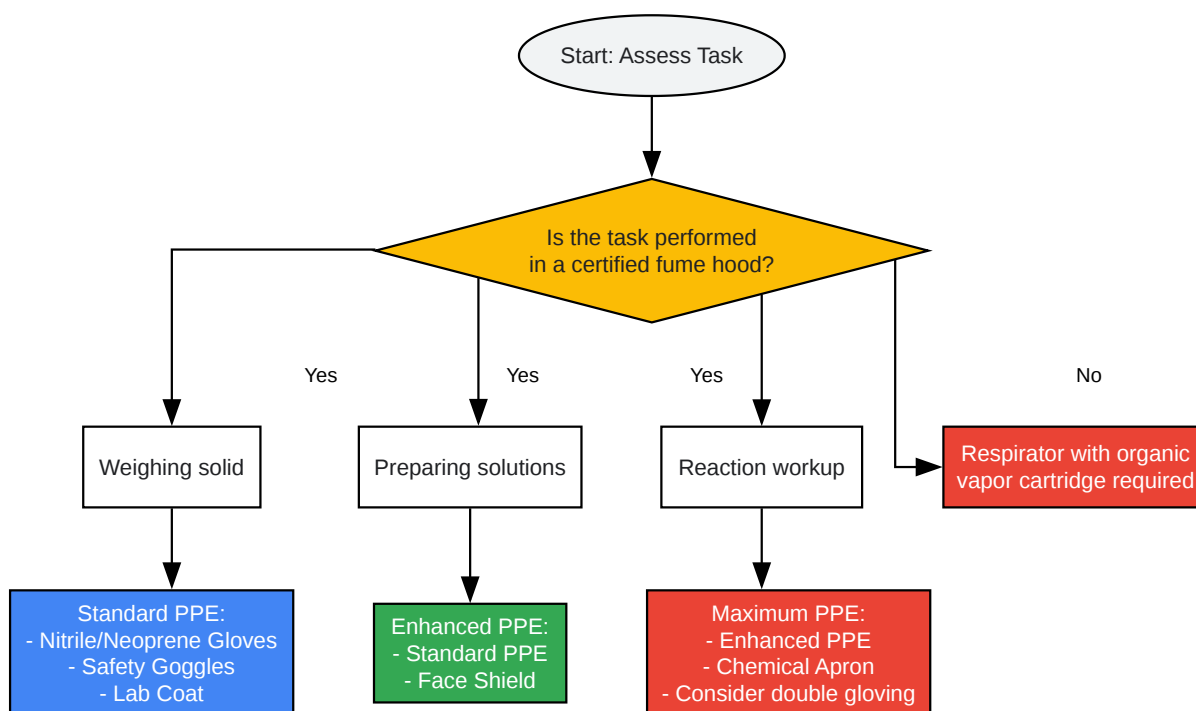 Start: Assess Task
Is the task performed
in a certified fume hood?
Yes
Yes
Yes
No
Weighing solid
Preparing solutions
Reaction workup
Respirator with organic
vapor cartridge required
Standard PPE:
- Nitrile/Neoprene Gloves
- Safety Goggles
- Lab Coat
Enhanced PPE:
- Standard PPE
- Face Shield
Maximum PPE:
- Enhanced PPE
- Chemical Apron
- Consider double gloving